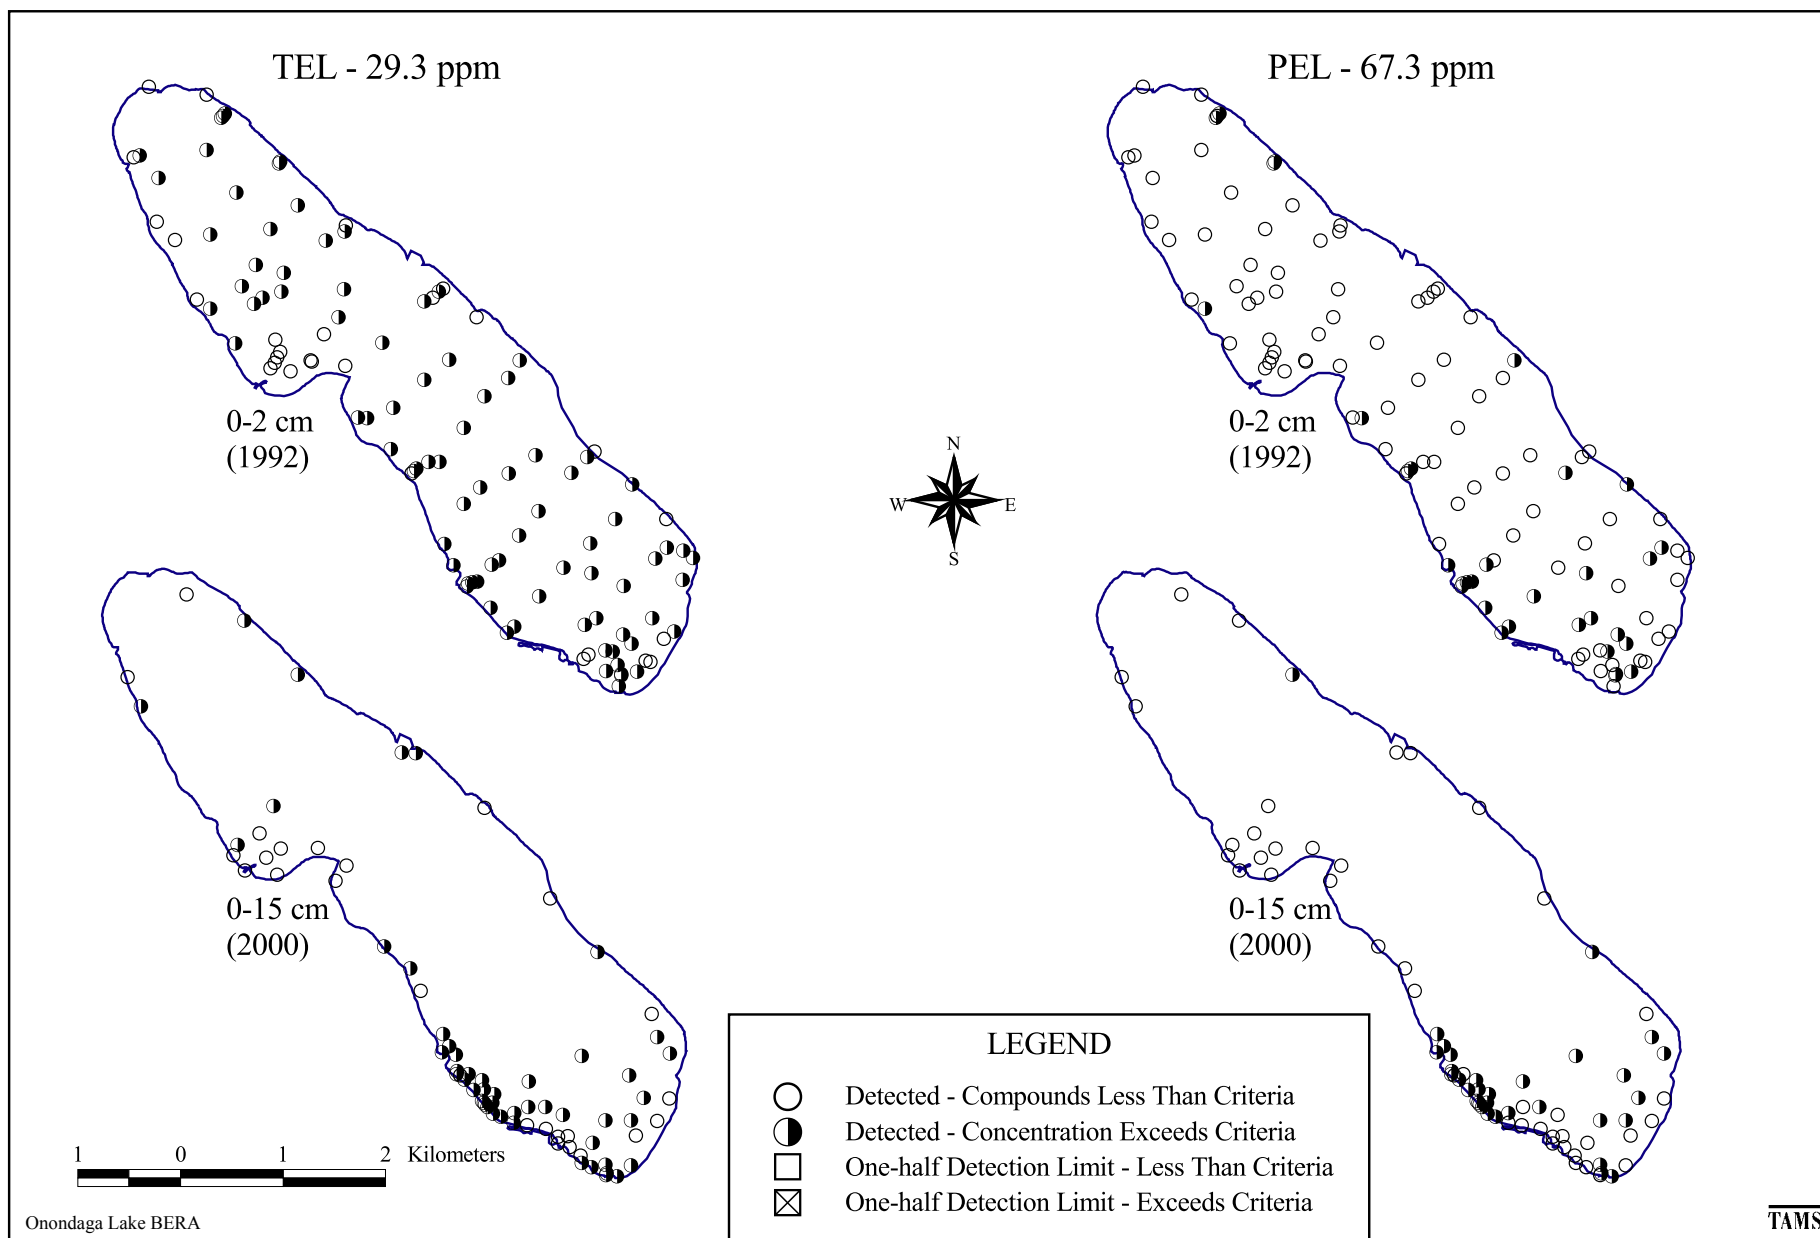 TEL - 29.3 ppm
PEL - 67.3 ppm
0-2 cm
(1992)
0-2 cm
(1992)
N
W
E
S
0-15 cm
(2000)
0-15 cm
(2000)
LEGEND
Detected - Compounds Less Than Criteria
Detected - Concentration Exceeds Criteria
One-half Detection Limit - Less Than Criteria
One-half Detection Limit - Exceeds Criteria
1 0 1 2 Kilometers
Onondaga Lake BERA
TAMS